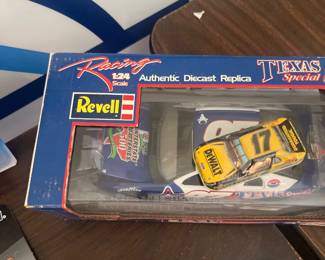 Racing
1:24
Scale
Authentic Diecast Replica
TEXAS
Special
Revell
17
DEWALT